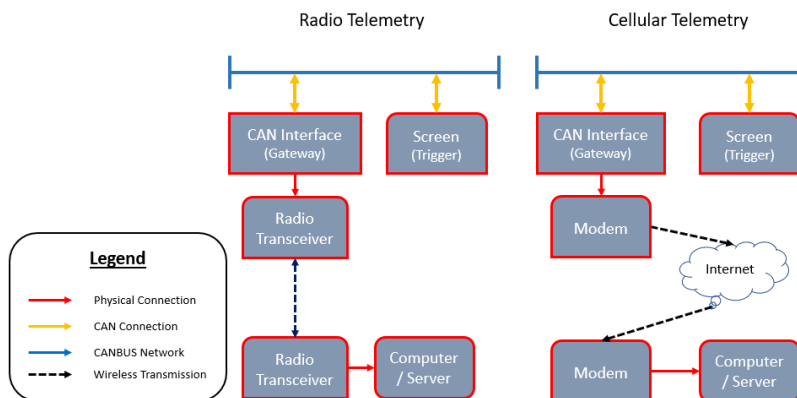 Radio Telemetry
Cellular Telemetry
CAN Interface
(Gateway)
Screen
(Trigger)
CAN Interface
(Gateway)
Screen
(Trigger)
Radio
Transceiver
Modem
Internet
Legend
Physical Connection
CAN Connection
CANBUS Network
Wireless Transmission
Radio
Transceiver
Computer
/ Server
Modem
Computer
/ Server